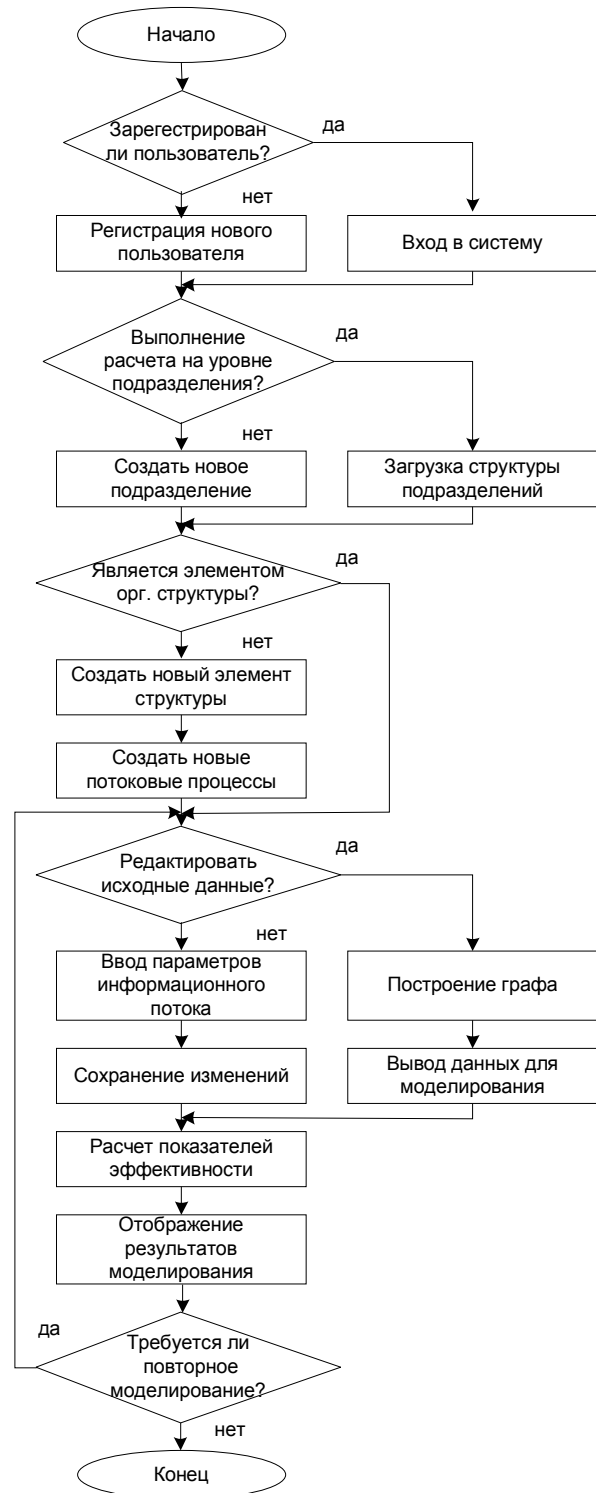 Начало
Зарегестрирован
ли пользователь?
да
нет
Регистрация нового
пользователя
Вход в систему
Выполнение
расчета на уровне
подразделения?
да
нет
Создать новое
подразделение
Загрузка структуры
подразделений
Является элементом
орг. структуры?
да
нет
Создать новый элемент
структуры
Создать новые
потоковые процессы
Редактировать
исходные данные?
да
нет
Ввод параметров
информационного
потока
Построение графа
Сохранение изменений
Вывод данных для
моделирования
Расчет показателей
эффективности
Отображение
результатов
моделирования
да
Требуется ли
повторное
моделирование?
нет
Конец